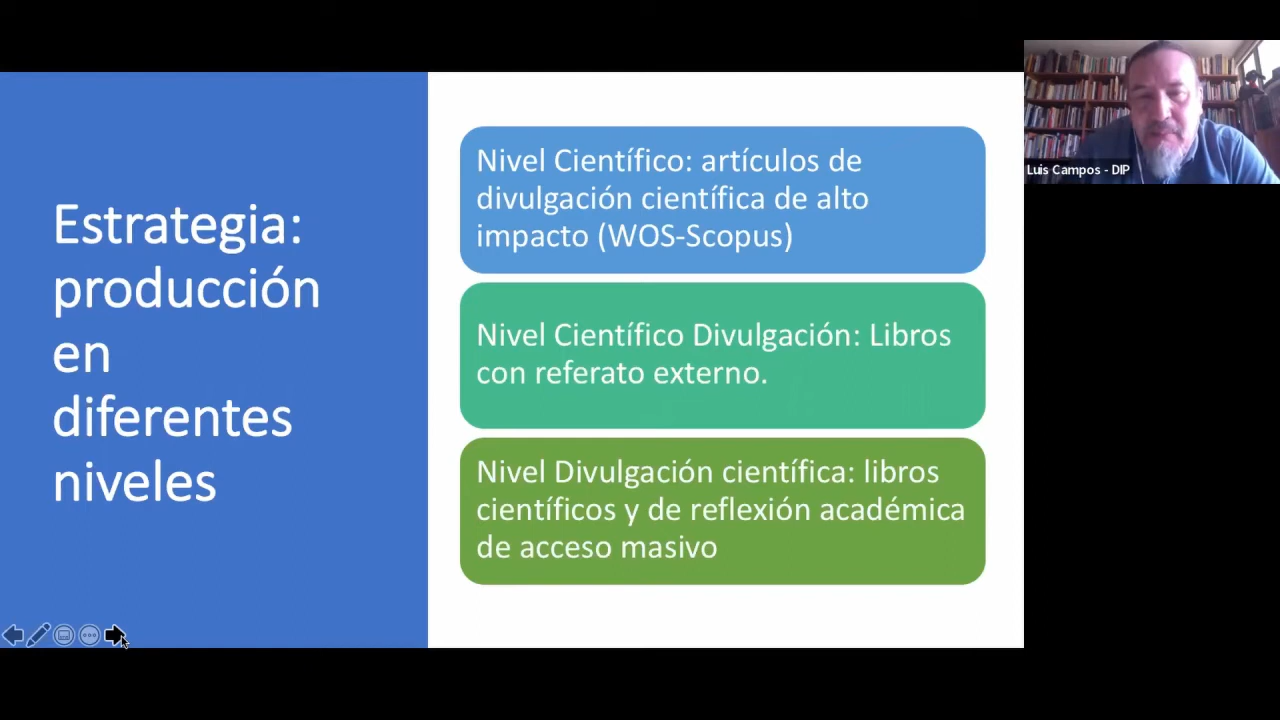 Estrategia:
producción
en
diferentes
niveles
Nivel Científico: artículos de
divulgación científica de alto
impacto (WOS-Scopus)
Nivel Científico Divulgación: Libros
con referato externo.
Nivel Divulgación científica: libros
científicos y de reflexión académica
de acceso masivo
Luis Campos - DIP